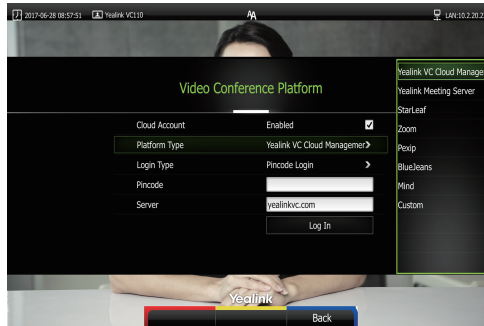 2017-06-28 08:57:51 Yealink VC110 LAN:10.2.20.2
Video Conference Platform
Cloud Account Enabled
Platform Type Yealink VC Cloud Managemer
Login Type Pincode Login
Pincode
Server yealinkvc.com
Log In
Yealink VC Cloud Manage
Yealink Meeting Server
StarLeaf
Zoom
Pexip
BlueJeans
Mind
Custom
Yealink
Back